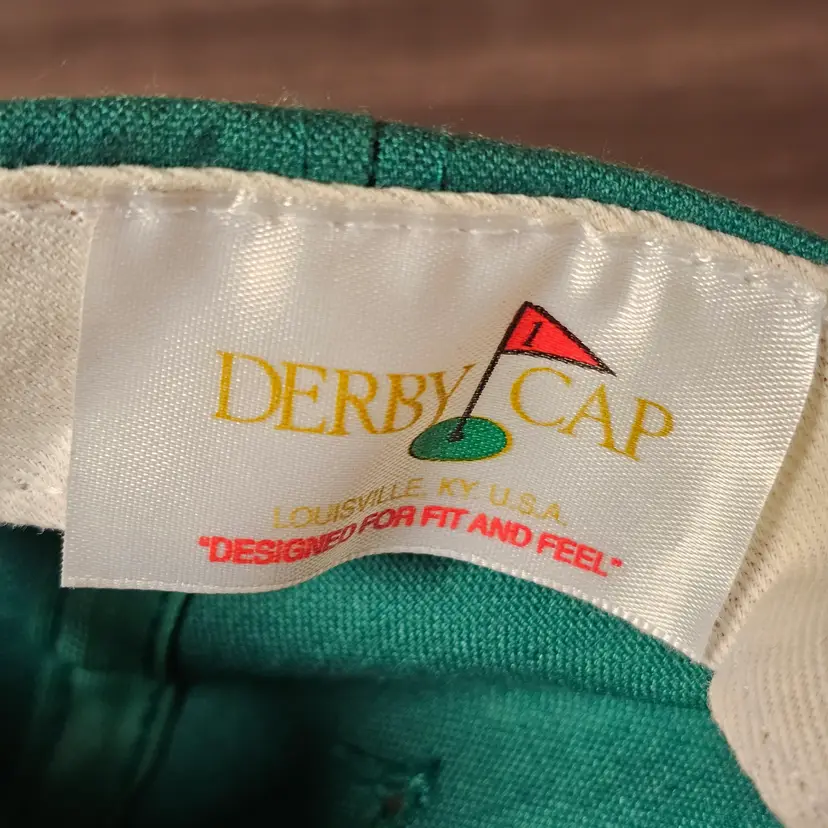 1
DERBY CAP
LOUISVILLE, KY. U.S.A.
"DESIGNED FOR FIT AND FEEL"